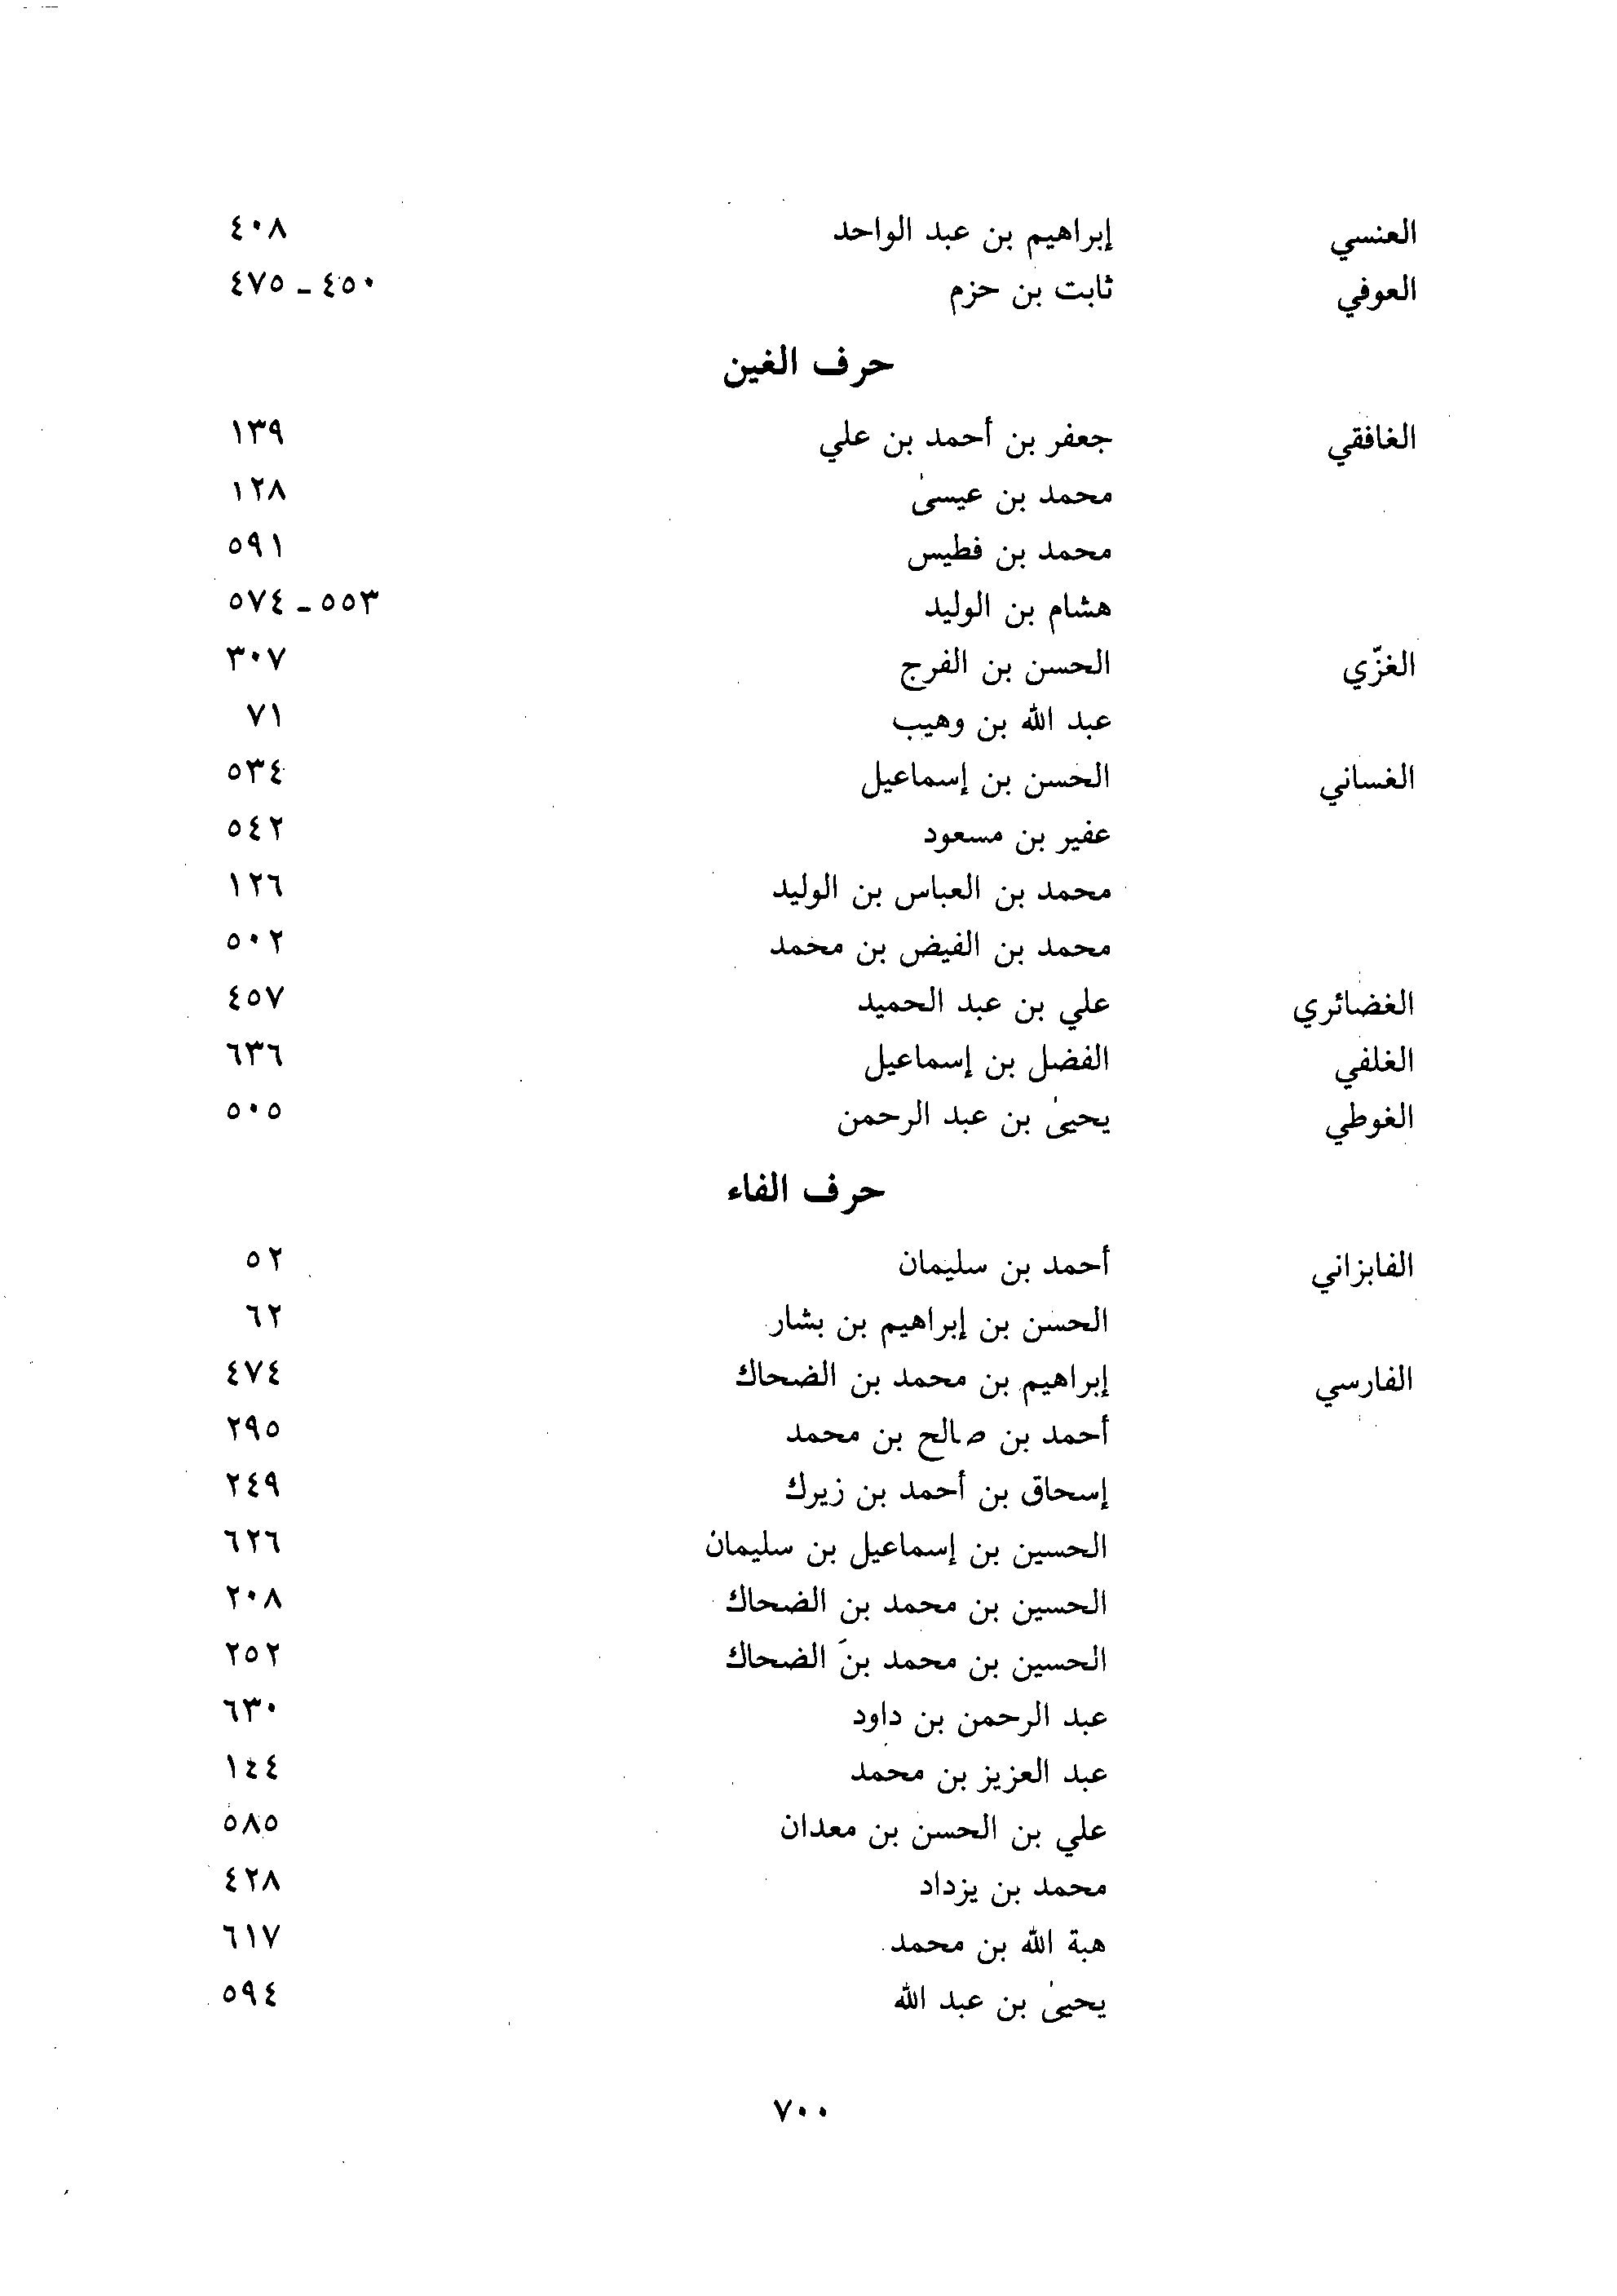 العنسي إبراهيم بن عبد الواحد ٤٠٨
العوفي ثابت بن حزم ٤٥٠ ـ ٤٧٥
حرف الغين
الغافقي جعفر بن أحمد بن علي ١٣٩
محمد بن عيسىٰ ١٢٨
محمد بن فطيس ٥٩١
هشام بن الوليد ٥٥٣ ـ ٥٧٤
الغزّي الحسن بن الفرج ٣٠٧
عبد الله بن وهيب ٧١
الغساني الحسن بن إسماعيل ٥٣٤
عفير بن مسعود ٥٤٢
محمد بن العباس بن الوليد ١٢٦
محمد بن الفيض بن محمد ٥٠٢
الغضائري علي بن عبد الحميد ٤٥٧
الغلفي الفضل بن إسماعيل ٦٣٦
الغوطي يحيىٰ بن عبد الرحمن ٥٠٥
حرف الفاء
الفابزاني أحمد بن سليمان ٥٢
الحسن بن إبراهيم بن بشار ٦٢
الفارسي إبراهيم بن محمد بن الضحاك ٤٧٤
أحمد بن صالح بن محمد ٢٩٥
إسحاق بن أحمد بن زيرك ٢٤٩
الحسين بن إسماعيل بن سليمان ٦٢٦
الحسين بن محمد بن الضحاك ٢٠٨
الحسين بن محمد بن الضحاك ٢٥٢
عبد الرحمن بن داود ٦٣٠
عبد العزيز بن محمد ١٤٤
علي بن الحسن بن معدان ٥٨٥
محمد بن يزداد ٤٢٨
هبة الله بن محمد ٦١٧
يحيىٰ بن عبد الله ٥٩٤
٧٠٠